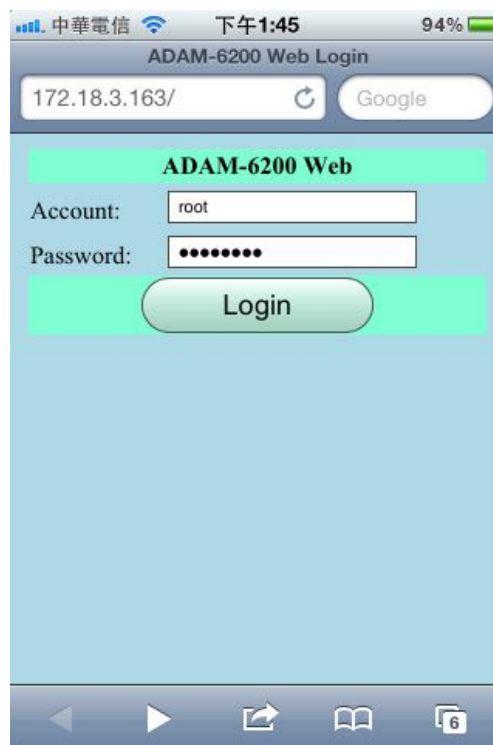 中華電信 下午1:45 94%
ADAM-6200 Web Login
172.18.3.163/ Google
ADAM-6200 Web
Account: root
Password: ●●●●●●●●
Login
6